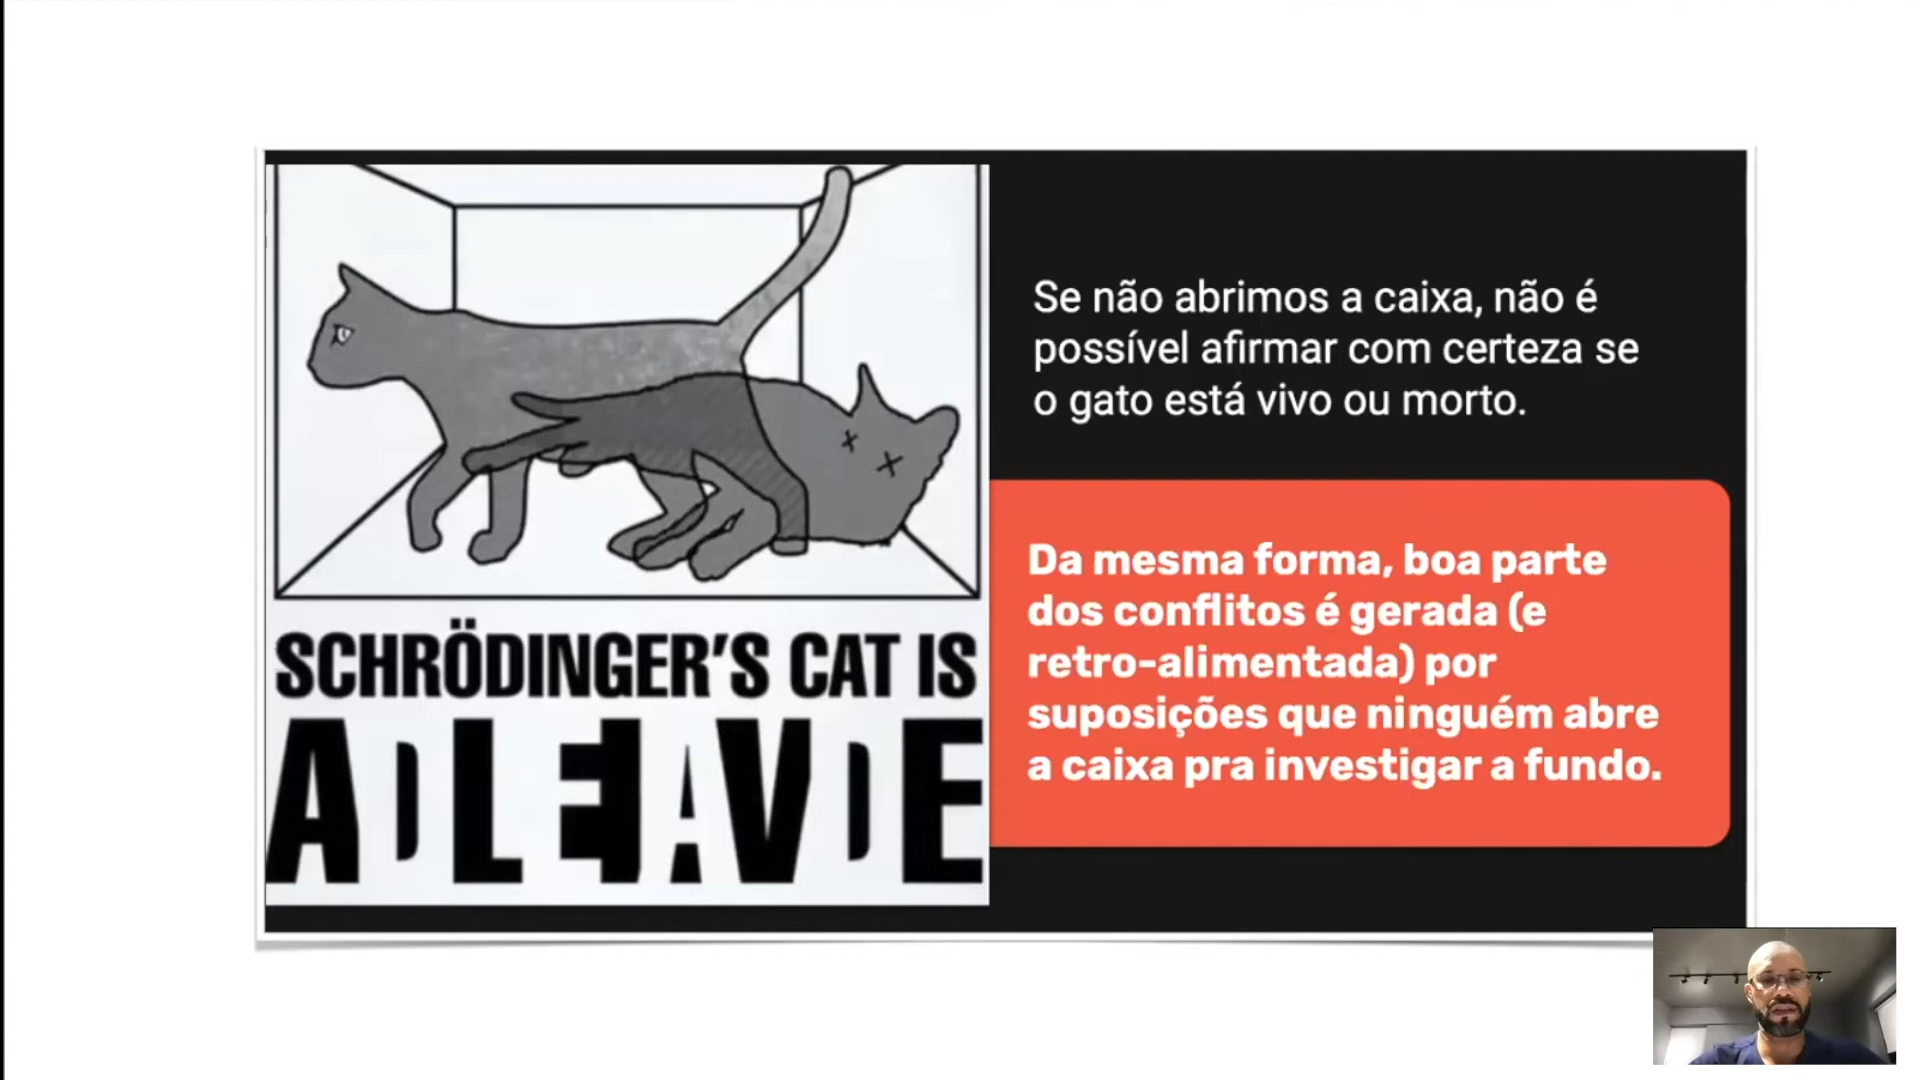 SCHRÖDINGER'S CAT IS
Se não abrimos a caixa, não é
possível afirmar com certeza se
o gato está vivo ou morto.
Da mesma forma, boa parte
dos conflitos é gerada (e
retro-alimentada) por
suposições que ninguém abre
a caixa pra investigar a fundo.